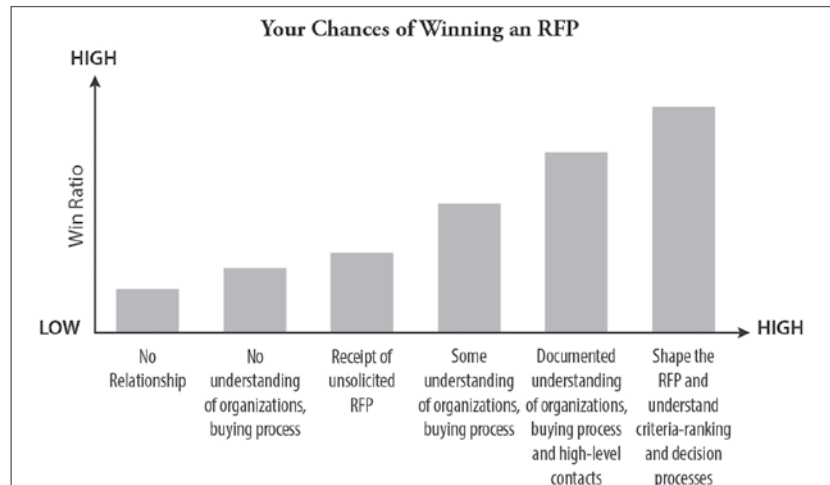 Your Chances of Winning an RFP
HIGH
Win Ratio
LOW
HIGH
No
Relationship
No
understanding
of organizations,
buying process
Receipt of
unsolicited
RFP
Some
understanding
of organizations,
buying process
Documented
understanding
of organizations,
buying process
and high-level
contacts
Shape the
RFP and
understand
criteria-ranking
and decision
processes